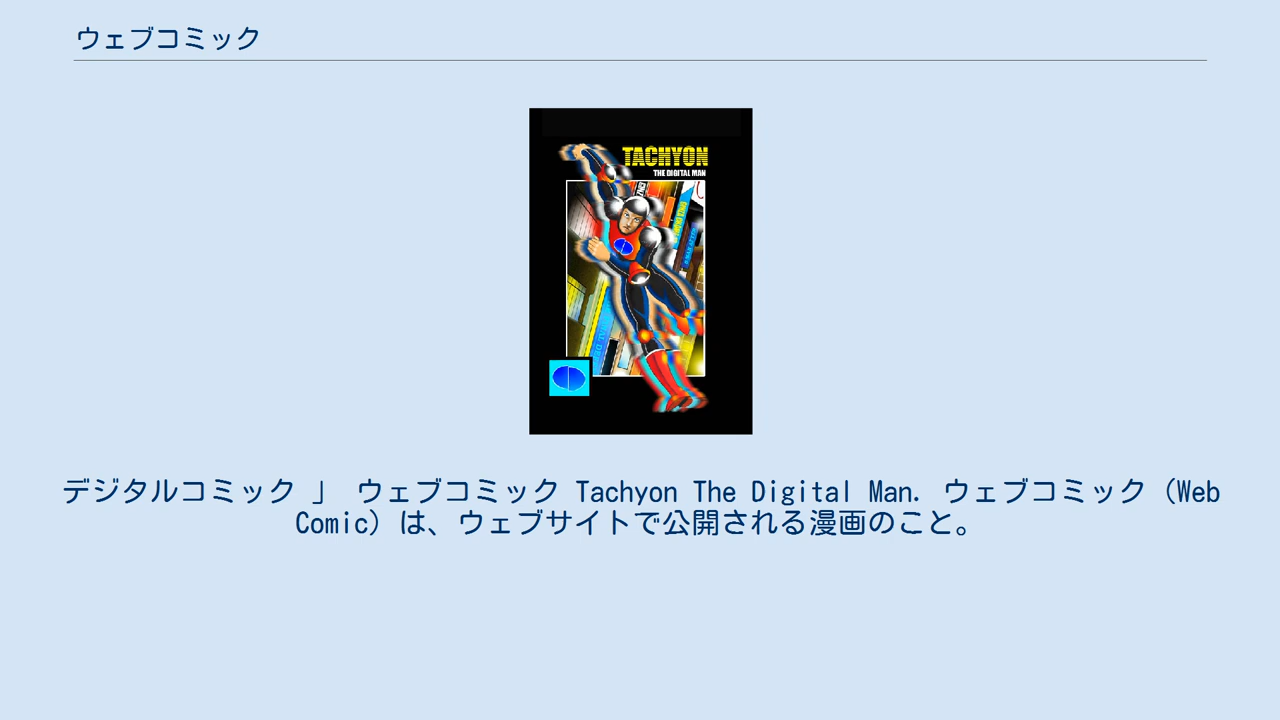 ウェブコミック
TACHYON
THE DIGITAL MAN
デジタルコミック 」 ウェブコミック Tachyon The Digital Man. ウェブコミック (Web
Comic) は、ウェブサイトで公開される漫画のこと。